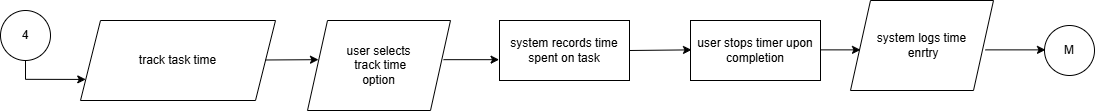 4
track task time
user selects
track time
option
system records time
spent on task
user stops timer upon
completion
system logs time
enrtry
M